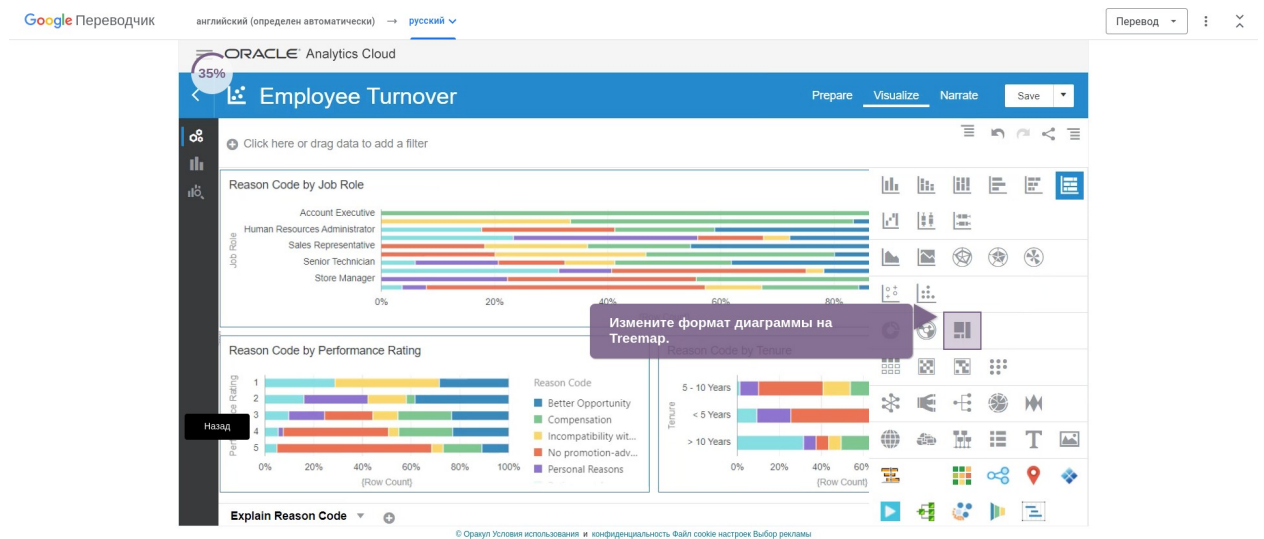 Google Переводчик
английский (определен автоматически) → русский
Перевод
ORACLE Analytics Cloud
35%
Employee Turnover
Prepare Visualize Narrate Save
Click here or drag data to add a filter
Reason Code by Job Role
Account Executive
Human Resources Administrator
Sales Representative
Senior Technician
Store Manager
Job Role
0% 20% 40% 60% 80%
Измените формат диаграммы на
Treemap.
Reason Code by Performance Rating
1
2
3
4
5
0% 20% 40% 60% 80% 100%
{Row Count}
Reason Code
Better Opportunity
Compensation
Incompatibility wit...
No promotion-adv...
Personal Reasons
Reason Code by Tenure
Tenure
5 - 10 Years
< 5 Years
> 10 Years
0% 20% 40% 60%
{Row Count}
Назад
Explain Reason Code
© Оракул Условия использования и конфиденциальность Файл cookie настроек Выбор рекламы